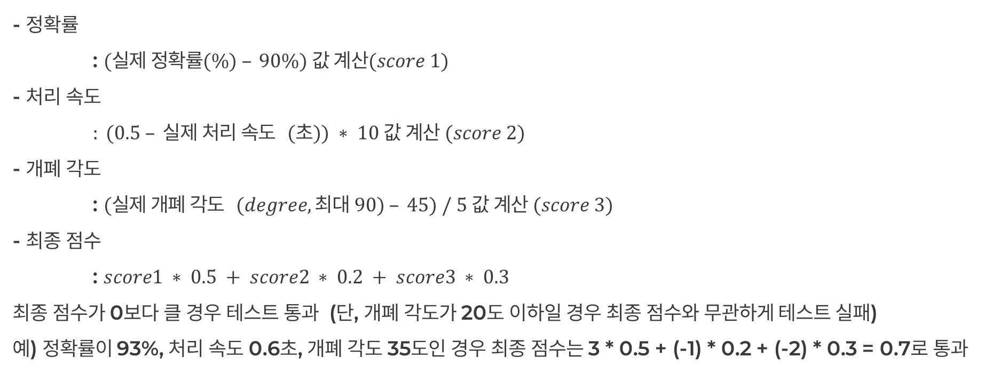 - 정확률
: (실제 정확률(%) – 90%) 값 계산(score 1)
- 처리 속도
: (0.5 – 실제 처리 속도 (초)) * 10 값 계산 (score 2)
- 개폐 각도
: (실제 개폐 각도 (degree, 최대 90) – 45) / 5 값 계산 (score 3)
- 최종 점수
: score1 * 0.5 + score2 * 0.2 + score3 * 0.3
최종 점수가 0보다 클 경우 테스트 통과 (단, 개폐 각도가 20도 이하일 경우 최종 점수와 무관하게 테스트 실패)
예) 정확률이 93%, 처리 속도 0.6초, 개폐 각도 35도인 경우 최종 점수는 3 * 0.5 + (-1) * 0.2 + (-2) * 0.3 = 0.7로 통과